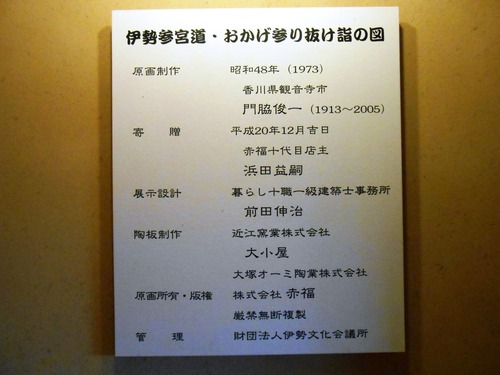 伊勢参宮道・おかげ参り抜け詣の図
原画制作 昭和48年（1973）
香川県観音寺市
門脇俊一（1913～2005）
寄贈 平成20年12月吉日
赤福十代目店主
浜田益嗣
展示設計 暮らし十職一級建築士事務所
前田伸治
陶板制作 近江窯業株式会社
大小屋
大塚オーミ陶業株式会社
原画所有・版権 株式会社 赤福
厳禁無断複製
管理 財団法人伊勢文化会議所